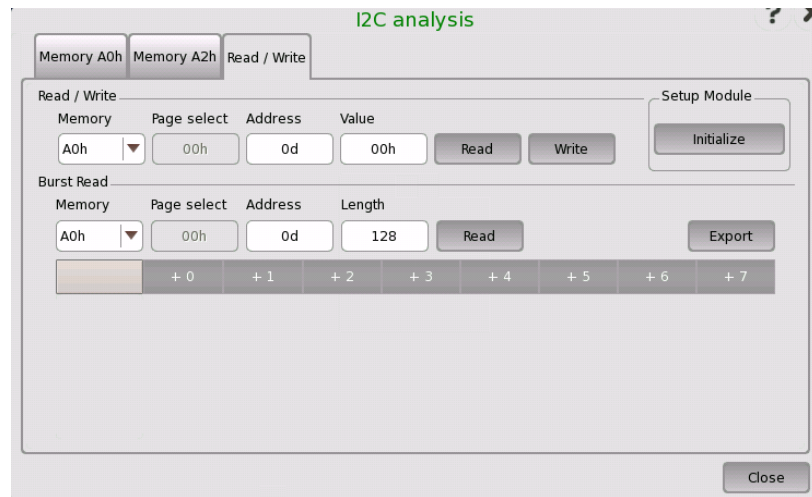 I2C analysis
?
Memory A0h Memory A2h Read / Write
Read / Write Setup Module
Memory Page select Address Value
A0h 00h 0d 00h Read Write Initialize
Burst Read
Memory Page select Address Length
A0h 00h 0d 128 Read Export
+ 0 + 1 + 2 + 3 + 4 + 5 + 6 + 7
Close